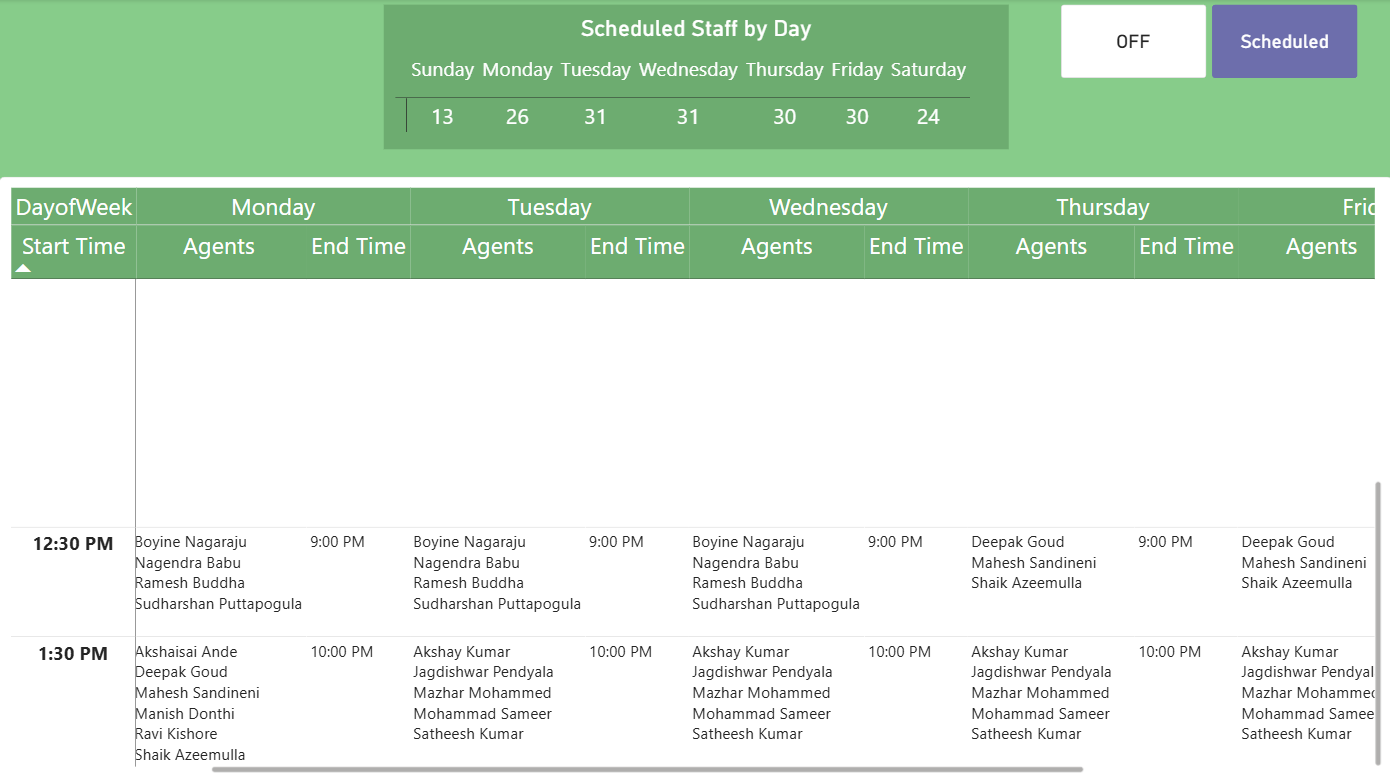 Scheduled Staff by Day
OFF
Scheduled
Sunday Monday Tuesday Wednesday Thursday Friday Saturday
13 26 31 31 30 30 24
DayofWeek Monday Tuesday Wednesday Thursday Fric
Start Time Agents End Time Agents End Time Agents End Time Agents End Time Agents
12:30 PM Boyine Nagaraju 9:00 PM Boyine Nagaraju 9:00 PM Boyine Nagaraju 9:00 PM Deepak Goud 9:00 PM Deepak Goud
Nagendra Babu Nagendra Babu Nagendra Babu Mahesh Sandineni Mahesh Sandineni
Ramesh Buddha Ramesh Buddha Ramesh Buddha Shaik Azeemulla Shaik Azeemulla
Sudharshan Puttapogula Sudharshan Puttapogula Sudharshan Puttapogula
1:30 PM Akshaisai Ande 10:00 PM Akshay Kumar 10:00 PM Akshay Kumar 10:00 PM Akshay Kumar 10:00 PM Akshay Kumar
Deepak Goud Jagdishwar Pendyala Jagdishwar Pendyala Jagdishwar Pendyala Jagdishwar Pendyal
Mahesh Sandineni Mazhar Mohammed Mazhar Mohammed Mazhar Mohammed Mazhar Mohammed
Manish Donthi Mohammad Sameer Mohammad Sameer Mohammad Sameer Mohammad Samee
Ravi Kishore Satheesh Kumar Satheesh Kumar Satheesh Kumar Satheesh Kumar
Shaik Azeemulla